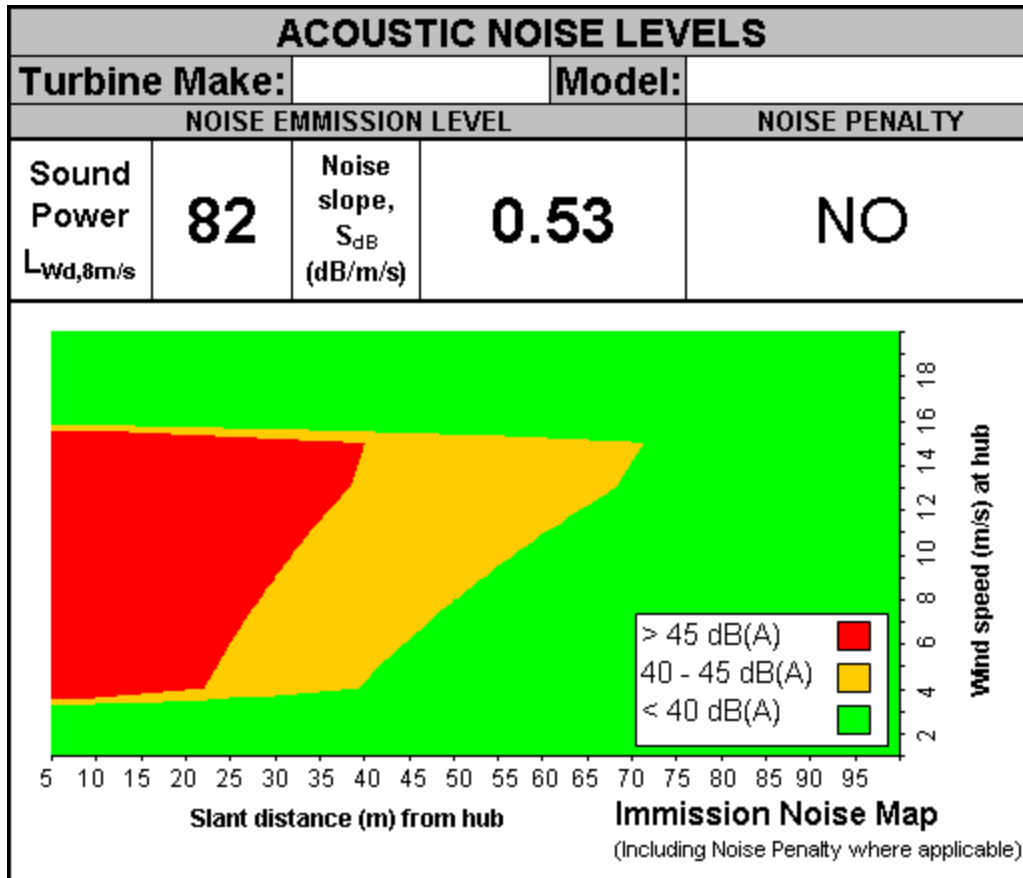 ACOUSTIC NOISE LEVELS
Turbine Make: Model:
NOISE EMMISSION LEVEL NOISE PENALTY
Sound Power LWd,8m/s 82 Noise slope, SdB (dB/m/s) 0.53 NO
18
16
14
12
10
8
6
4
2
Wind speed (m/s) at hub
> 45 dB(A)
40 - 45 dB(A)
< 40 dB(A)
5 10 15 20 25 30 35 40 45 50 55 60 65 70 75 80 85 90 95
Slant distance (m) from hub
Immission Noise Map
(Including Noise Penalty where applicable)